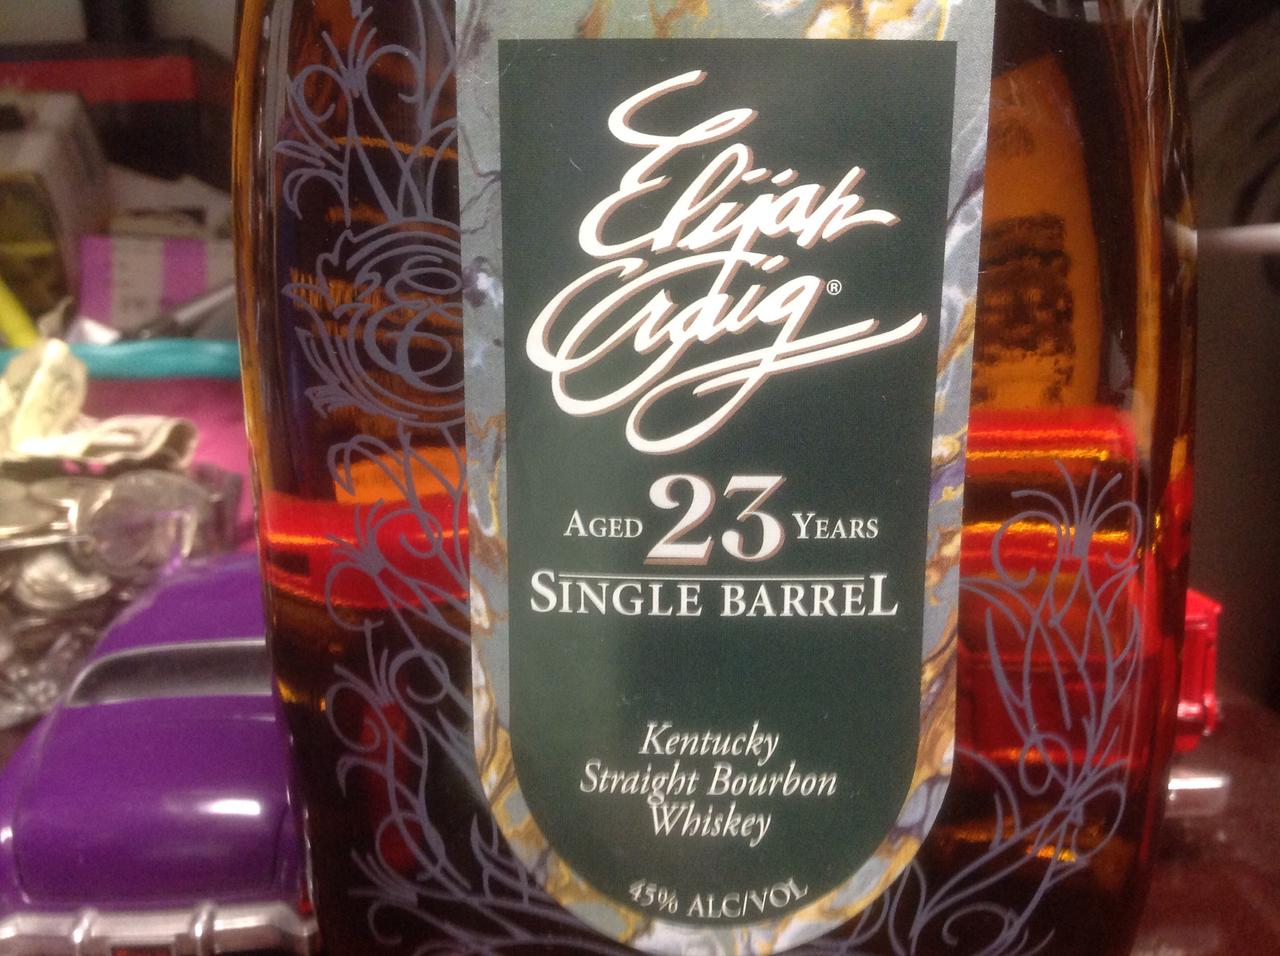 Elijah
Craig®
AGED 23 YEARS
SINGLE BARREL
Kentucky
Straight Bourbon
Whiskey
45% ALC/VOL